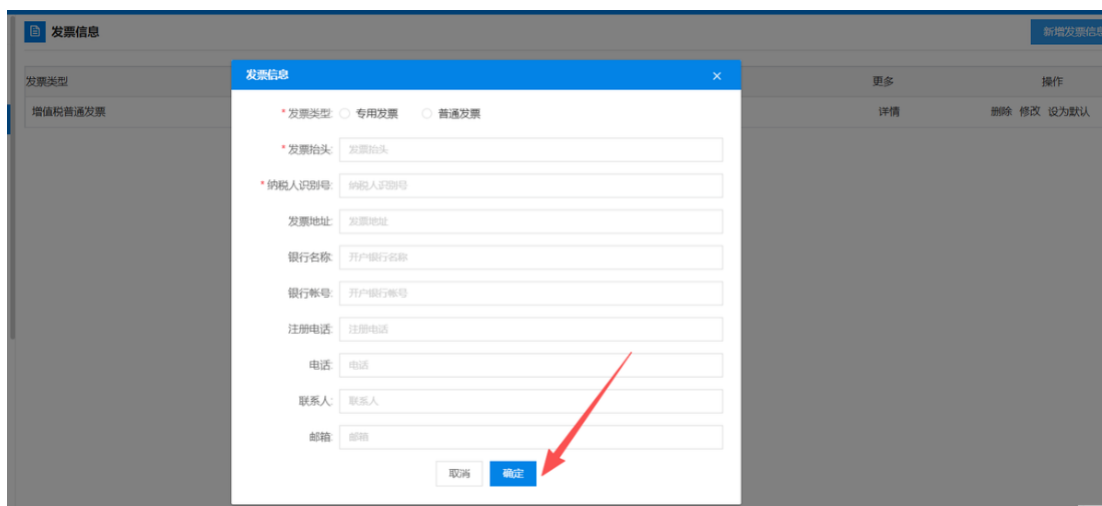 发票信息
新增发票信息
发票类型
更多
操作
增值税普通发票
详情
删除 修改 设为默认
发票信息
×
*发票类型: 专用发票 普通发票
*发票抬头: 发票抬头
*纳税人识别号: 纳税人识别号
发票地址: 发票地址
银行名称: 开户银行名称
银行帐号: 开户银行帐号
注册电话: 注册电话
电话: 电话
联系人: 联系人
邮箱: 邮箱
取消 确定